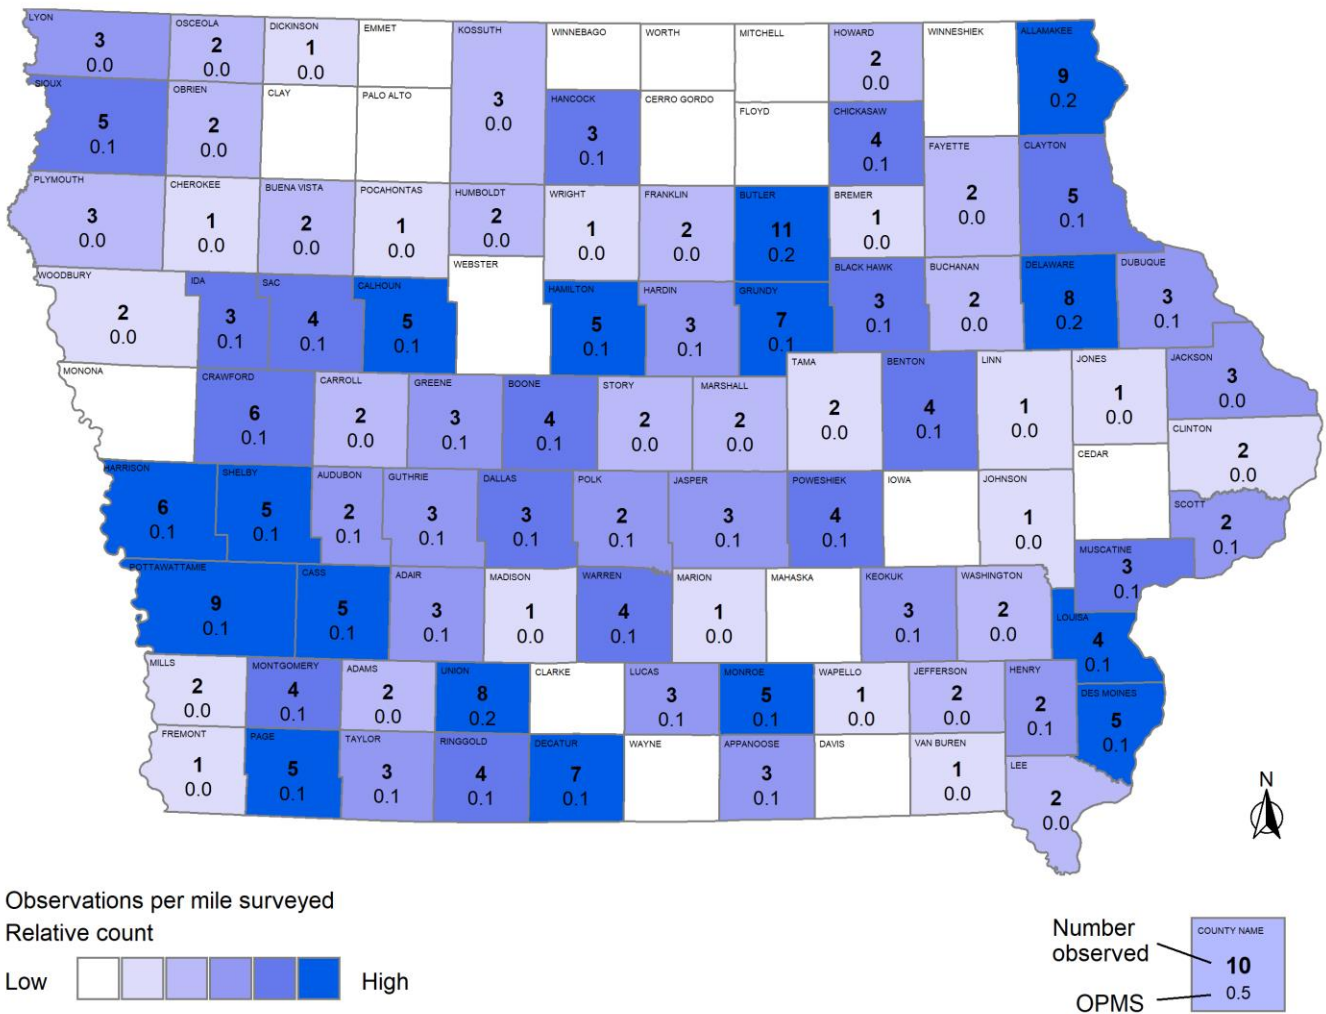 LYON
3
0.0
OSCEOLA
2
0.0
DICKINSON
1
0.0
EMMET
KOSSUTH
3
0.0
WINNEBAGO
WORTH
MITCHELL
HOWARD
2
0.0
WINNESHIEK
ALLAMAKEE
9
0.2
SIOUX
5
0.1
OBRIEN
2
0.0
CLAY
PALO ALTO
HANCOCK
3
0.1
CERRO GORDO
FLOYD
CHICKASAW
4
0.1
FAYETTE
2
0.0
CLAYTON
5
0.1
PLYMOUTH
3
0.0
CHEROKEE
1
0.0
BUENA VISTA
2
0.0
POCAHONTAS
1
0.0
HUMBOLDT
2
0.0
WRIGHT
1
0.0
FRANKLIN
2
0.0
BUTLER
11
0.2
BREMER
1
0.0
WOODBURY
2
0.0
IDA
3
0.1
SAC
4
0.1
CALHOUN
5
0.1
WEBSTER
HAMILTON
5
0.1
HARDIN
3
0.1
GRUNDY
7
0.1
BLACK HAWK
3
0.1
BUCHANAN
2
0.0
DELAWARE
8
0.2
DUBUQUE
3
0.1
MONONA
CRAWFORD
6
0.1
CARROLL
2
0.0
GREENE
3
0.1
BOONE
4
0.1
STORY
2
0.0
MARSHALL
2
0.0
TAMA
2
0.0
BENTON
4
0.1
LINN
1
0.0
JONES
1
0.0
JACKSON
3
0.0
CLINTON
2
0.0
CEDAR
HARRISON
6
0.1
SHELBY
5
0.1
AUDUBON
2
0.1
GUTHRIE
3
0.1
DALLAS
3
0.1
POLK
2
0.1
JASPER
3
0.1
POWESHIEK
4
0.1
IOWA
JOHNSON
1
0.0
SCOTT
2
0.1
MUSCATINE
3
0.1
POTTAWATTAMIE
9
0.1
CASS
5
0.1
ADAIR
3
0.1
MADISON
1
0.0
WARREN
4
0.1
MARION
1
0.0
MAHASKA
KEOKUK
3
0.1
WASHINGTON
2
0.0
LOUISA
4
0.1
MILLS
2
0.0
MONTGOMERY
4
0.1
ADAMS
2
0.0
UNION
8
0.2
CLARKE
LUCAS
3
0.1
MONROE
5
0.1
WAPELLO
1
0.0
JEFFERSON
2
0.0
HENRY
2
0.1
DES MOINES
5
0.1
FREMONT
1
0.0
PAGE
5
0.1
TAYLOR
3
0.1
RINGGOLD
4
0.1
DECATUR
7
0.1
WAYNE
APPANOOSE
3
0.1
DAVIS
VAN BUREN
1
0.0
LEE
2
0.0
N
Observations per mile surveyed
Relative count
Low
High
Number
observed
OPMS
COUNTY NAME
10
0.5